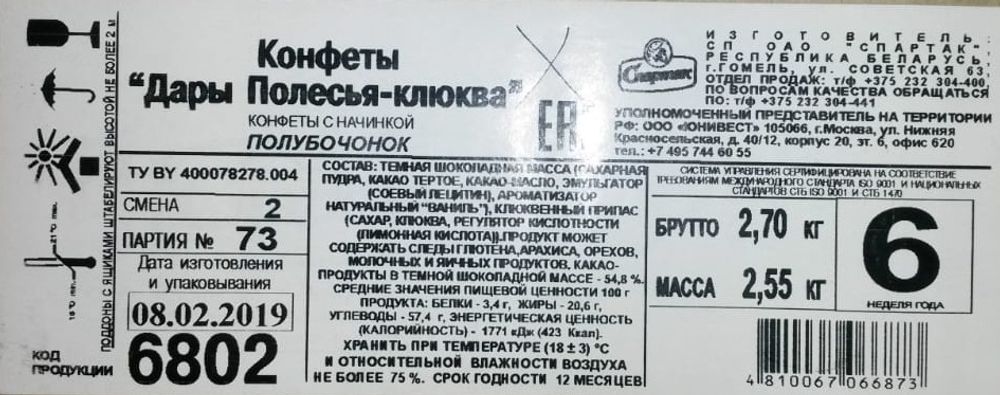 Конфеты
"Дары Полесья-клюква"
КОНФЕТЫ С НАЧИНКОЙ
ПОЛУБОЧОНОК
ТУ BY 400078278.004
СМЕНА 2
ПАРТИЯ № 73
Дата изготовления
и упаковывания
08.02.2019
КОД
ПРОДУКЦИИ
6802
ПОДДОНЫ С ЯЩИКАМИ ШТАБЕЛИРУЮТ ВЫСОТОЙ НЕ БОЛЕЕ 2 м
СОСТАВ: ТЕМНАЯ ШОКОЛАДНАЯ МАССА (САХАРНАЯ
ПУДРА, КАКАО ТЕРТОЕ, КАКАО-МАСЛО, ЭМУЛЬГАТОР
(СОЕВЫЙ ЛЕЦИТИН), АРОМАТИЗАТОР
НАТУРАЛЬНЫЙ "ВАНИЛЬ"), КЛЮКВЕННЫЙ ПРИПАС
(САХАР, КЛЮКВА, РЕГУЛЯТОР КИСЛОТНОСТИ
(ЛИМОННАЯ КИСЛОТА)).ПРОДУКТ МОЖЕТ
СОДЕРЖАТЬ СЛЕДЫ ГЛЮТЕНА,АРАХИСА, ОРЕХОВ,
МОЛОЧНЫХ И ЯИЧНЫХ ПРОДУКТОВ. КАКАО-
ПРОДУКТЫ В ТЕМНОЙ ШОКОЛАДНОЙ МАССЕ - 54,8 %.
СРЕДНИЕ ЗНАЧЕНИЯ ПИЩЕВОЙ ЦЕННОСТИ 100 г
ПРОДУКТА: БЕЛКИ - 3,4 г, ЖИРЫ - 20,6 г,
УГЛЕВОДЫ - 57,4 г, ЭНЕРГЕТИЧЕСКАЯ ЦЕННОСТЬ
(КАЛОРИЙНОСТЬ) - 1771 кДж (423 Ккал).
ХРАНИТЬ ПРИ ТЕМПЕРАТУРЕ (18 ± 3) °С
И ОТНОСИТЕЛЬНОЙ ВЛАЖНОСТИ ВОЗДУХА
НЕ БОЛЕЕ 75 %. СРОК ГОДНОСТИ 12 МЕСЯЦЕВ
EAC
Спартак
ИЗГОТОВИТЕЛЬ:
СП ОАО "СПАРТАК",
РЕСПУБЛИКА БЕЛАРУСЬ,
г.ГОМЕЛЬ, ул. СОВЕТСКАЯ 63,
ОТДЕЛ ПРОДАЖ: т/ф +375 232 304-400,
ПО ВОПРОСАМ КАЧЕСТВА ОБРАЩАТЬСЯ
ПО: т/ф +375 232 304-441
УПОЛНОМОЧЕННЫЙ ПРЕДСТАВИТЕЛЬ НА ТЕРРИТОРИИ
РФ: ООО «ЮНИВЕСТ» 105066, г.Москва, ул. Нижняя
Красносельская, д. 40/12, корпус 20, эт. 6, офис 620
тел.: +7 495 744 60 55
СИСТЕМА УПРАВЛЕНИЯ СЕРТИФИЦИРОВАНА НА СООТВЕТСТВИЕ
ТРЕБОВАНИЯМ МЕЖДУНАРОДНОГО СТАНДАРТА ISO 9001 И НАЦИОНАЛЬНЫХ
СТАНДАРТОВ СТБ ISO 9001 И СТБ 1470
БРУТТО 2,70 КГ
МАССА 2,55 КГ
6
НЕДЕЛЯ ГОДА
4 810067 066873